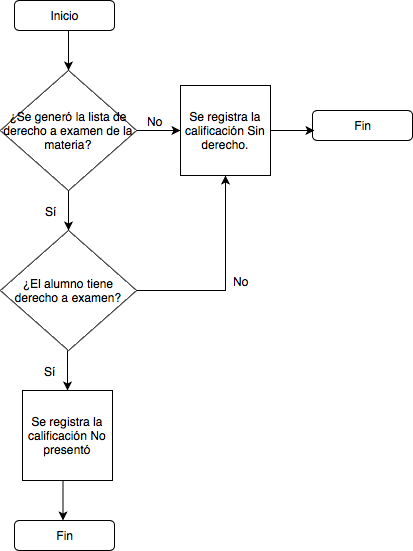 Inicio
¿Se generó la lista de
derecho a examen de la
materia?
No
Se registra la
calificación Sin
derecho.
Fin
Sí
¿El alumno tiene
derecho a examen?
No
Sí
Se registra la
calificación No
presentó
Fin